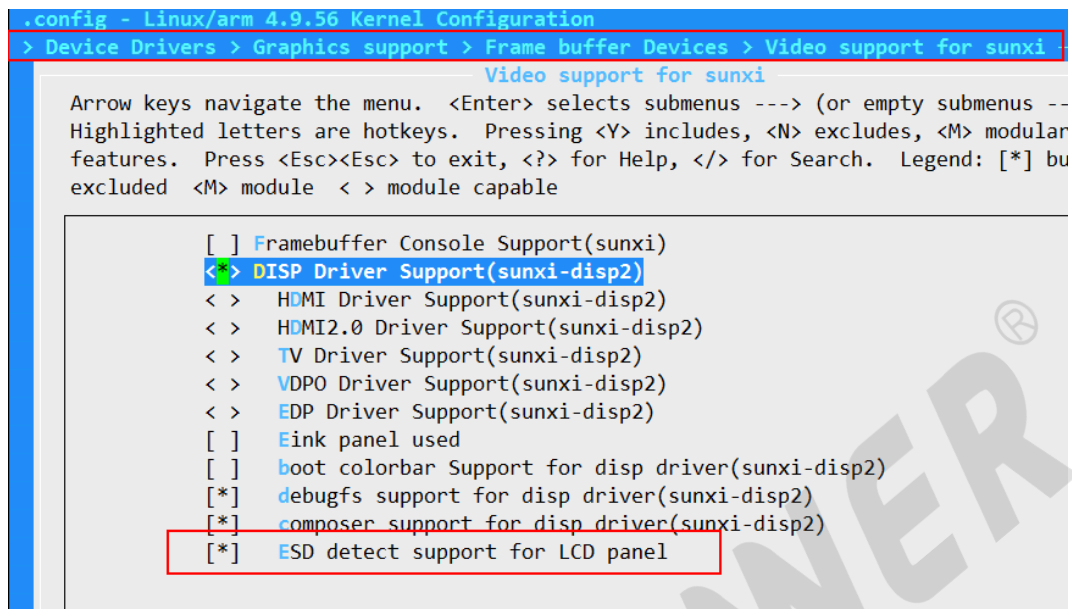 .config - Linux/arm 4.9.56 Kernel Configuration
> Device Drivers > Graphics support > Frame buffer Devices > Video support for sunxi
Video support for sunxi
Arrow keys navigate the menu.  <Enter> selects submenus ---> (or empty submenus --
Highlighted letters are hotkeys.  Pressing <Y> includes, <N> excludes, <M> modular
features.  Press <Esc><Esc> to exit, <?> for Help, </> for Search.  Legend: [*] bu
excluded  <M> module  < > module capable
[ ] Framebuffer Console Support(sunxi)
<*> DISP Driver Support(sunxi-disp2)
< >   HDMI Driver Support(sunxi-disp2)
< >   HDMI2.0 Driver Support(sunxi-disp2)
< >   TV Driver Support(sunxi-disp2)
< >   VDPO Driver Support(sunxi-disp2)
< >   EDP Driver Support(sunxi-disp2)
[ ]   Eink panel used
[ ]   boot colorbar Support for disp driver(sunxi-disp2)
[*]   debugfs support for disp driver(sunxi-disp2)
[*]   composer support for disp driver(sunxi-disp2)
[*]   ESD detect support for LCD panel
NER®